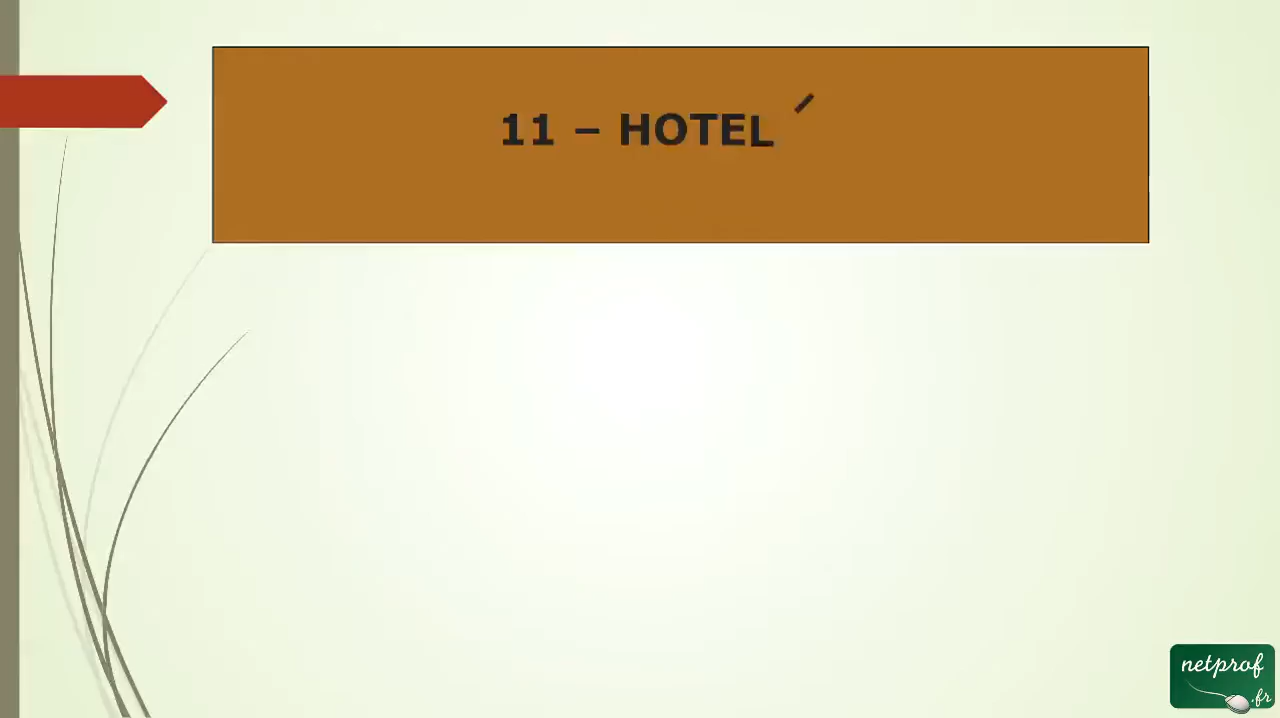 11 – HOTEL
netprof
.fr